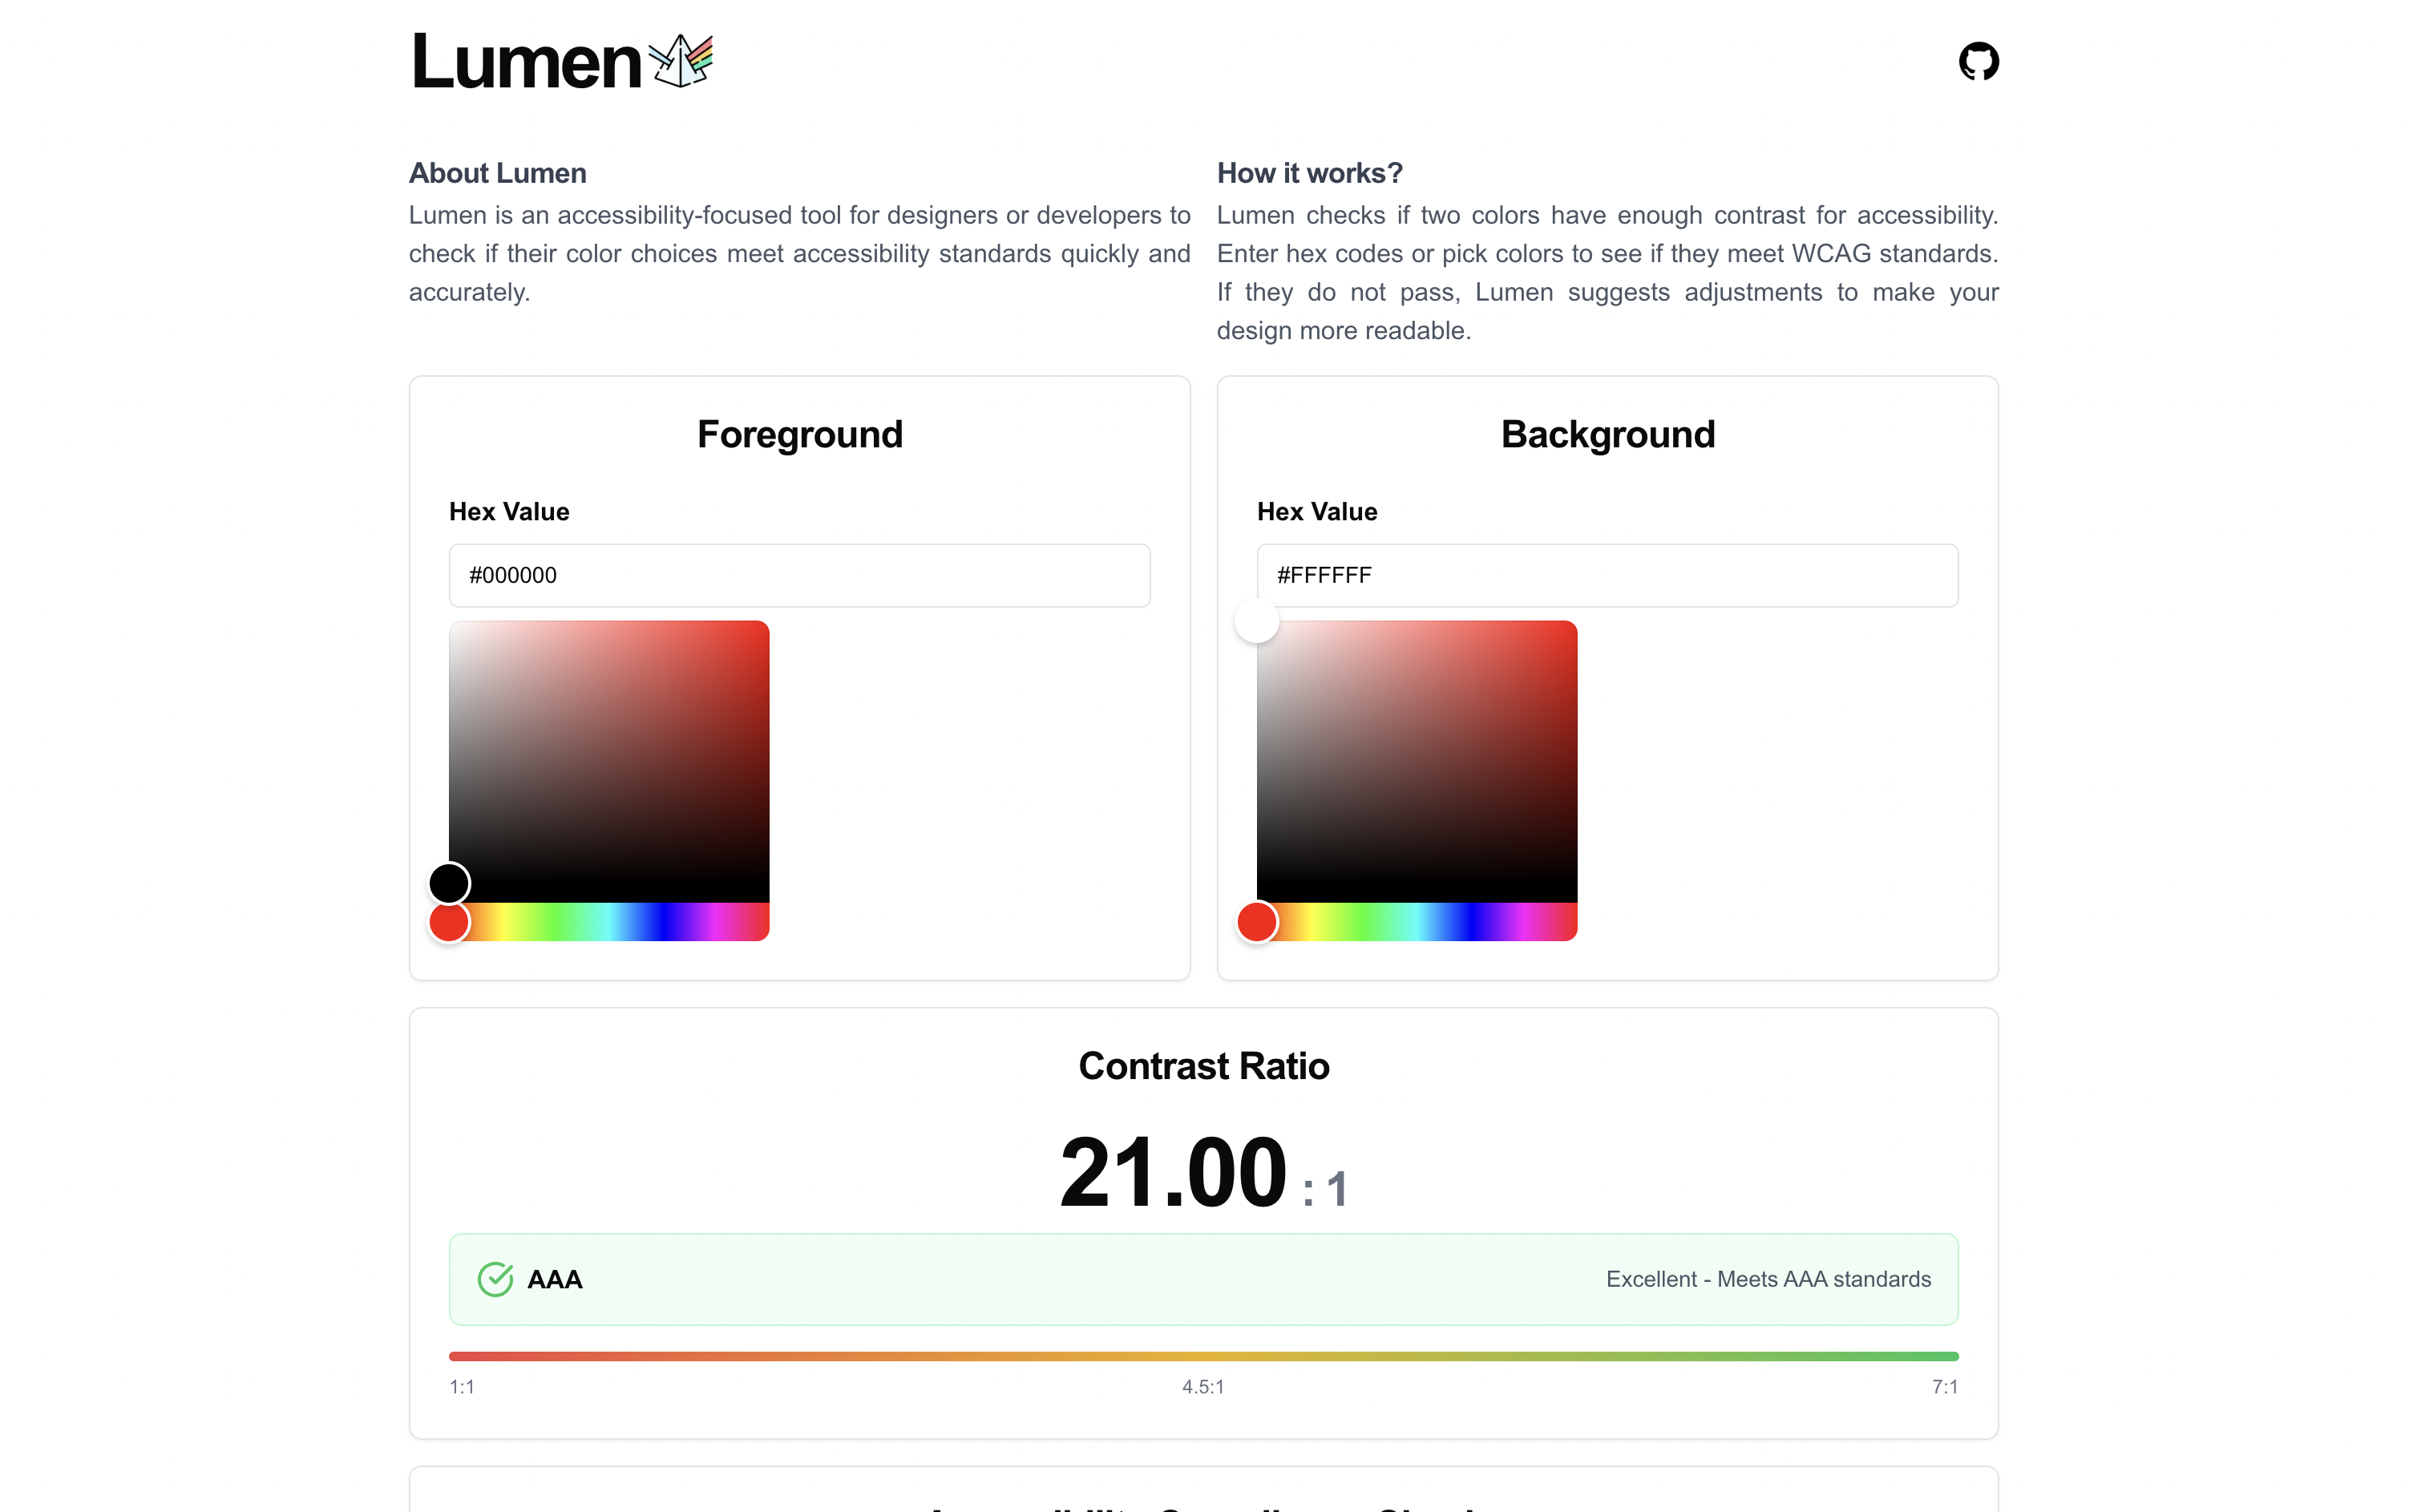 Lumen
About Lumen
Lumen is an accessibility-focused tool for designers or developers to
check if their color choices meet accessibility standards quickly and
accurately.
How it works?
Lumen checks if two colors have enough contrast for accessibility.
Enter hex codes or pick colors to see if they meet WCAG standards.
If they do not pass, Lumen suggests adjustments to make your
design more readable.
Foreground
Hex Value
#000000
Background
Hex Value
#FFFFFF
Contrast Ratio
21.00 : 1
AAA
Excellent - Meets AAA standards
1:1
4.5:1
7:1